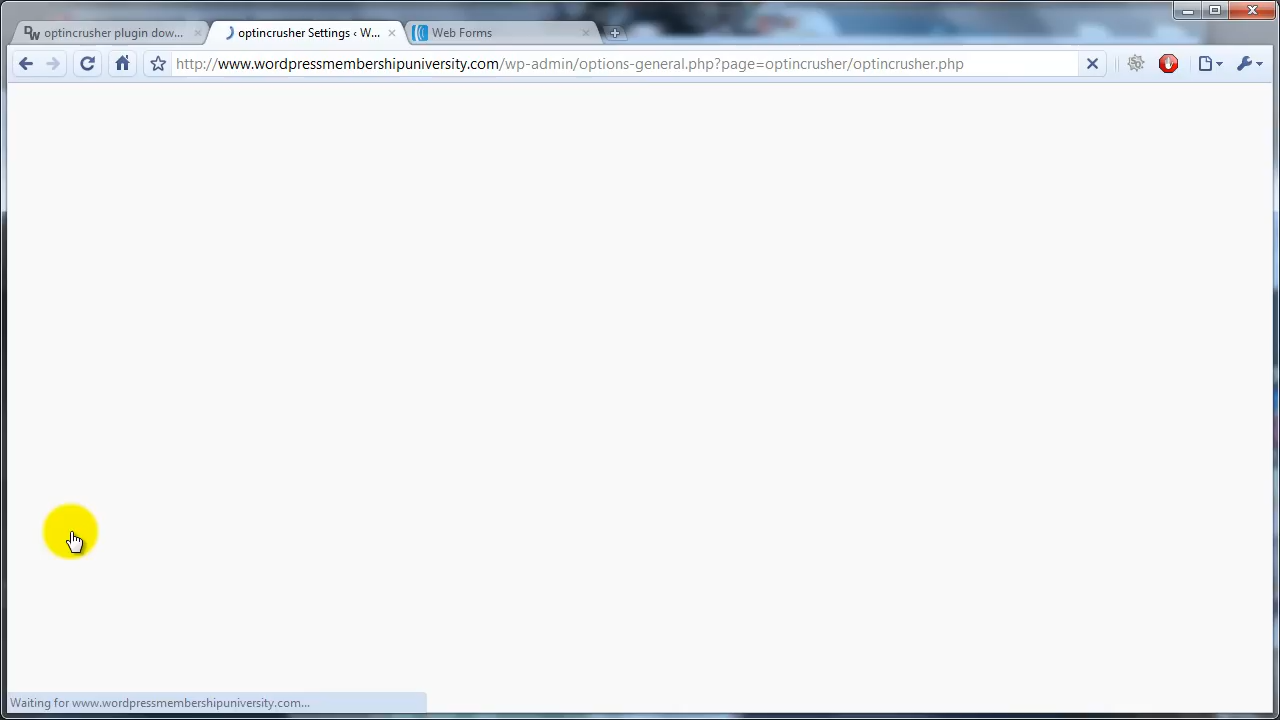 optincrusher plugin dow...
optincrusher Settings ‹ W...
Web Forms
http://www.wordpressmembershipuniversity.com/wp-admin/options-general.php?page=optincrusher/optincrusher.php
Waiting for www.wordpressmembershipuniversity.com...